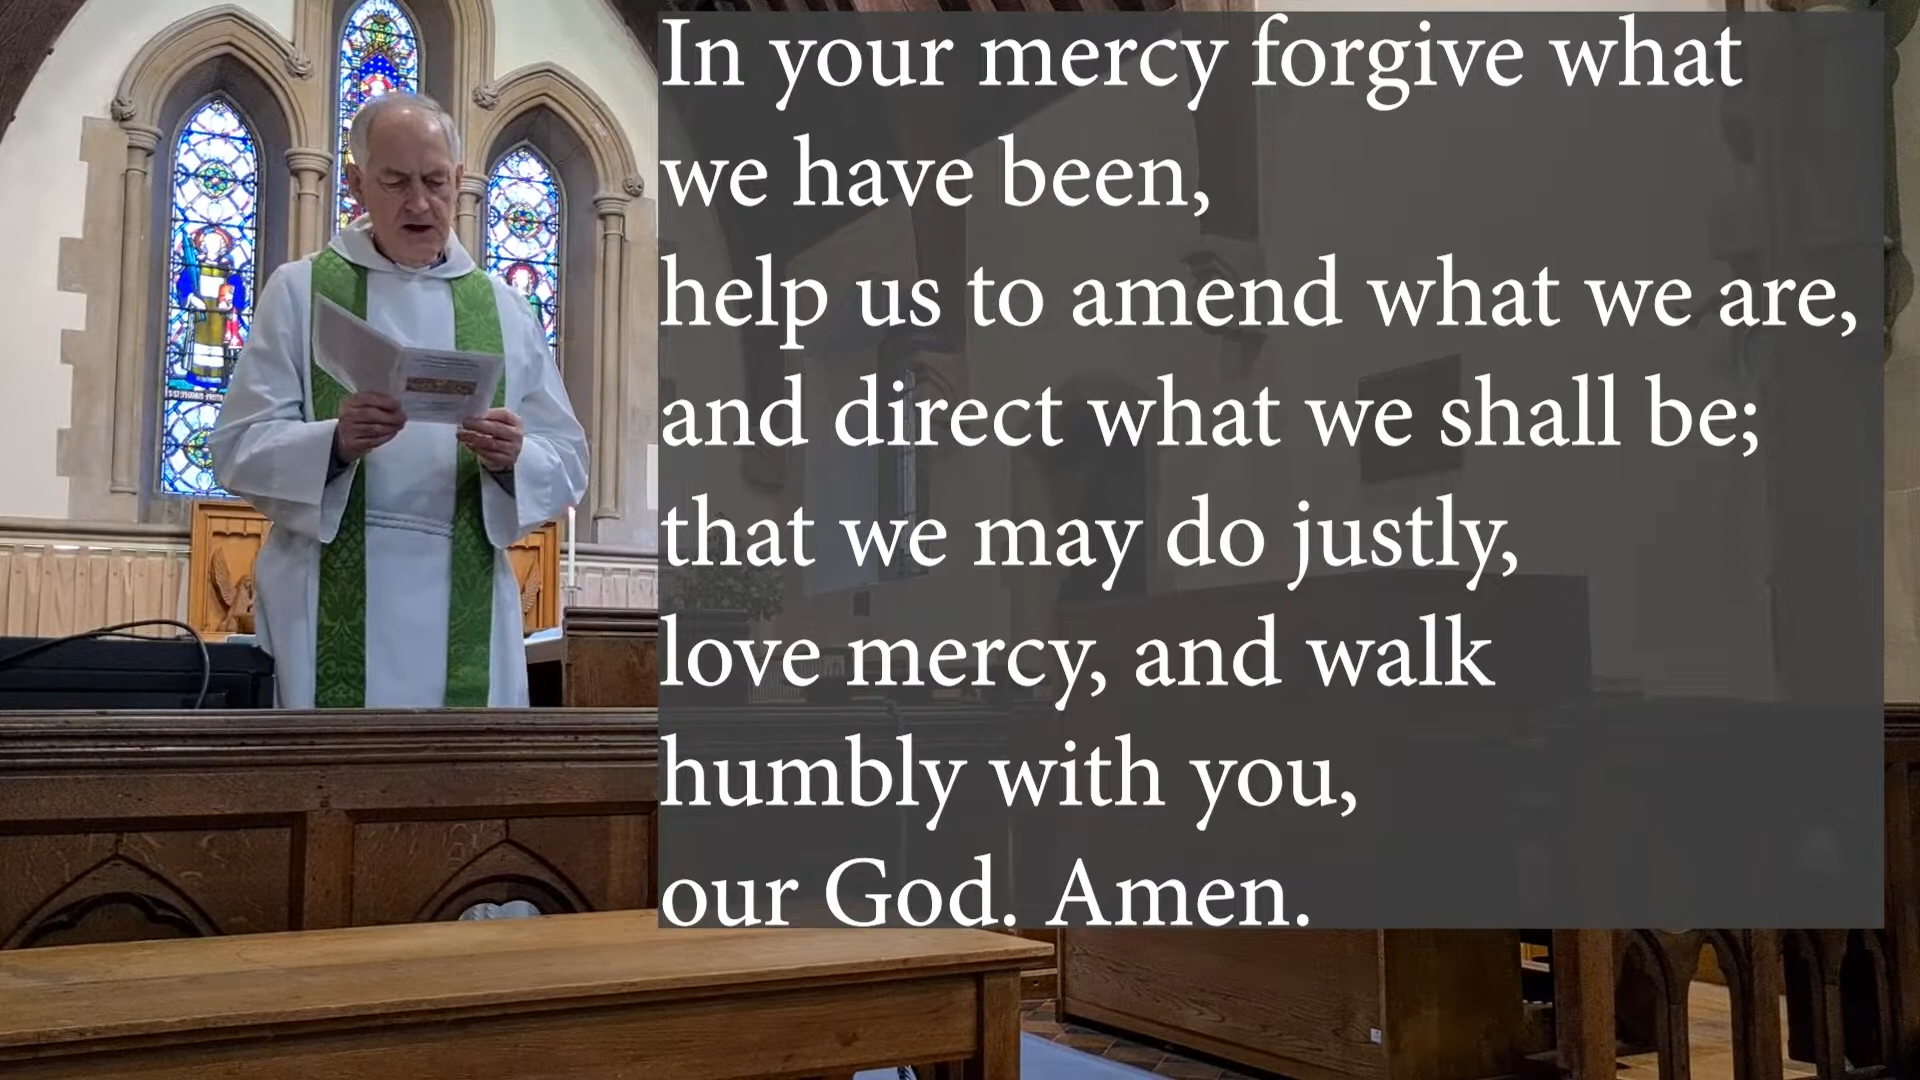 In your mercy forgive what
we have been,
help us to amend what we are,
and direct what we shall be;
that we may do justly,
love mercy, and walk
humbly with you,
our God. Amen.